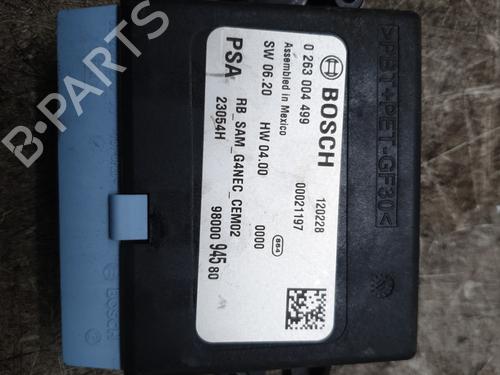 BOSCH
0 263 004 499
Assembled in Mexico
SW 06.20 HW 04.00
PSA RB_SAM_G4NEC_CEM02
23054H
98000 945 80
120228
00021197
884
0000
>PBT+PET-GF30<
BOSCH
B-PARTS